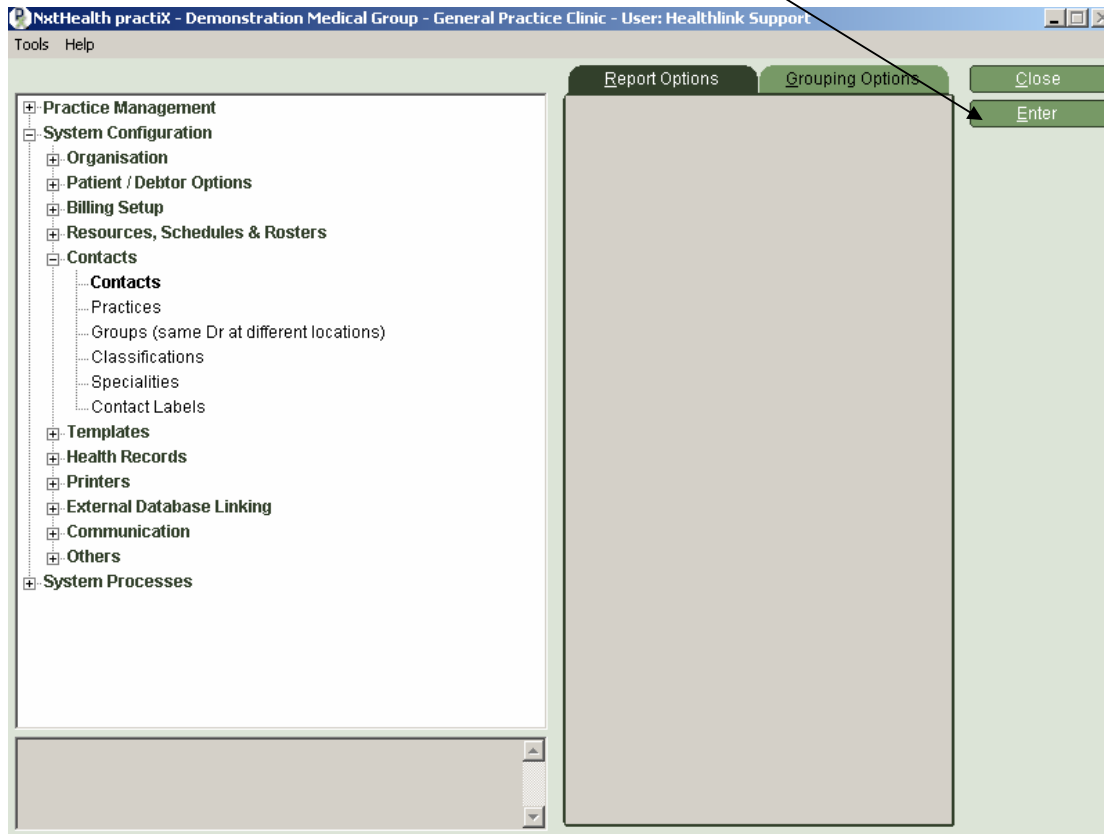 NxtHealth practiX - Demonstration Medical Group - General Practice Clinic - User: Healthlink Support
Tools Help
Report Options Grouping Options Close
Enter
Practice Management
System Configuration
Organisation
Patient / Debtor Options
Billing Setup
Resources, Schedules & Rosters
Contacts
Contacts
Practices
Groups (same Dr at different locations)
Classifications
Specialities
Contact Labels
Templates
Health Records
Printers
External Database Linking
Communication
Others
System Processes